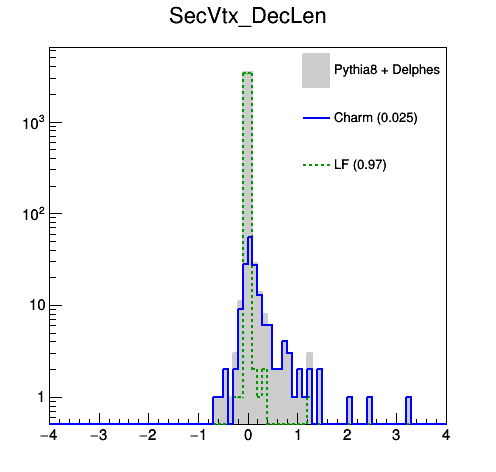 SecVtx_DecLen
Pythia8 + Delphes
Charm (0.025)
LF (0.97)
10³
10²
10
1
−4 −3 −2 −1 0 1 2 3 4